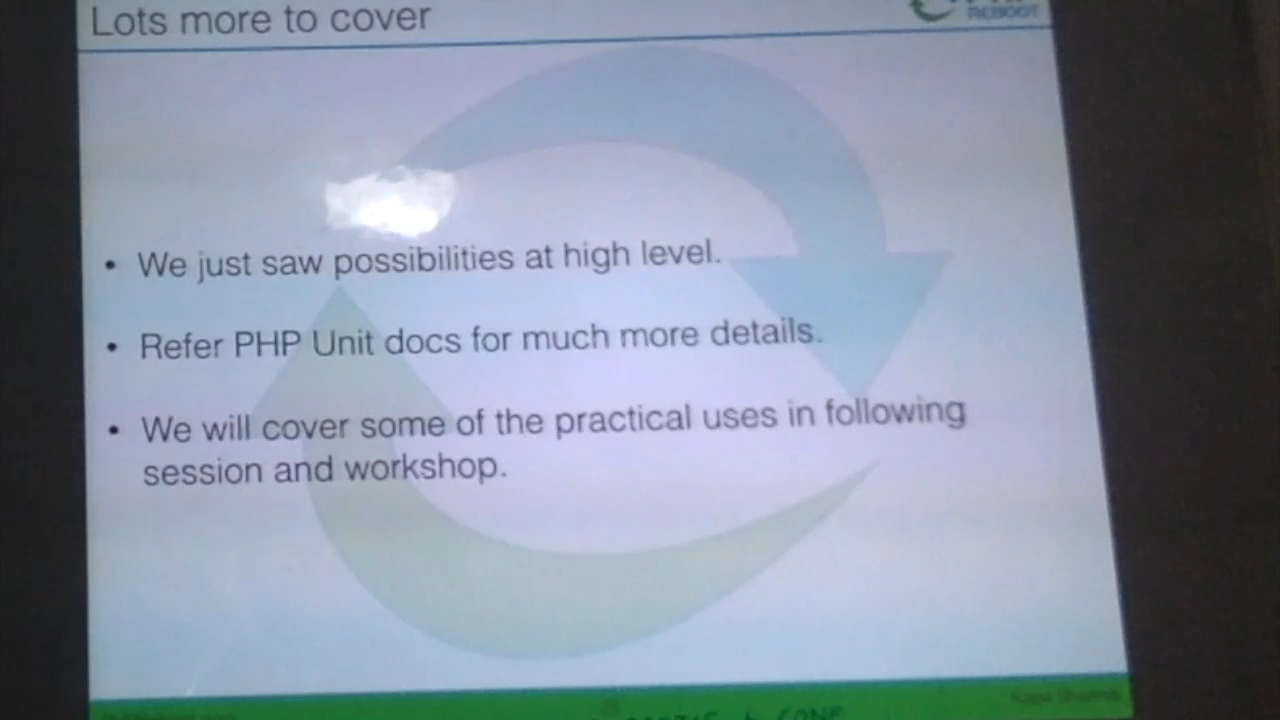 Lots more to cover
REBOOT
• We just saw possibilities at high level.
• Refer PHP Unit docs for much more details.
• We will cover some of the practical uses in following
session and workshop.